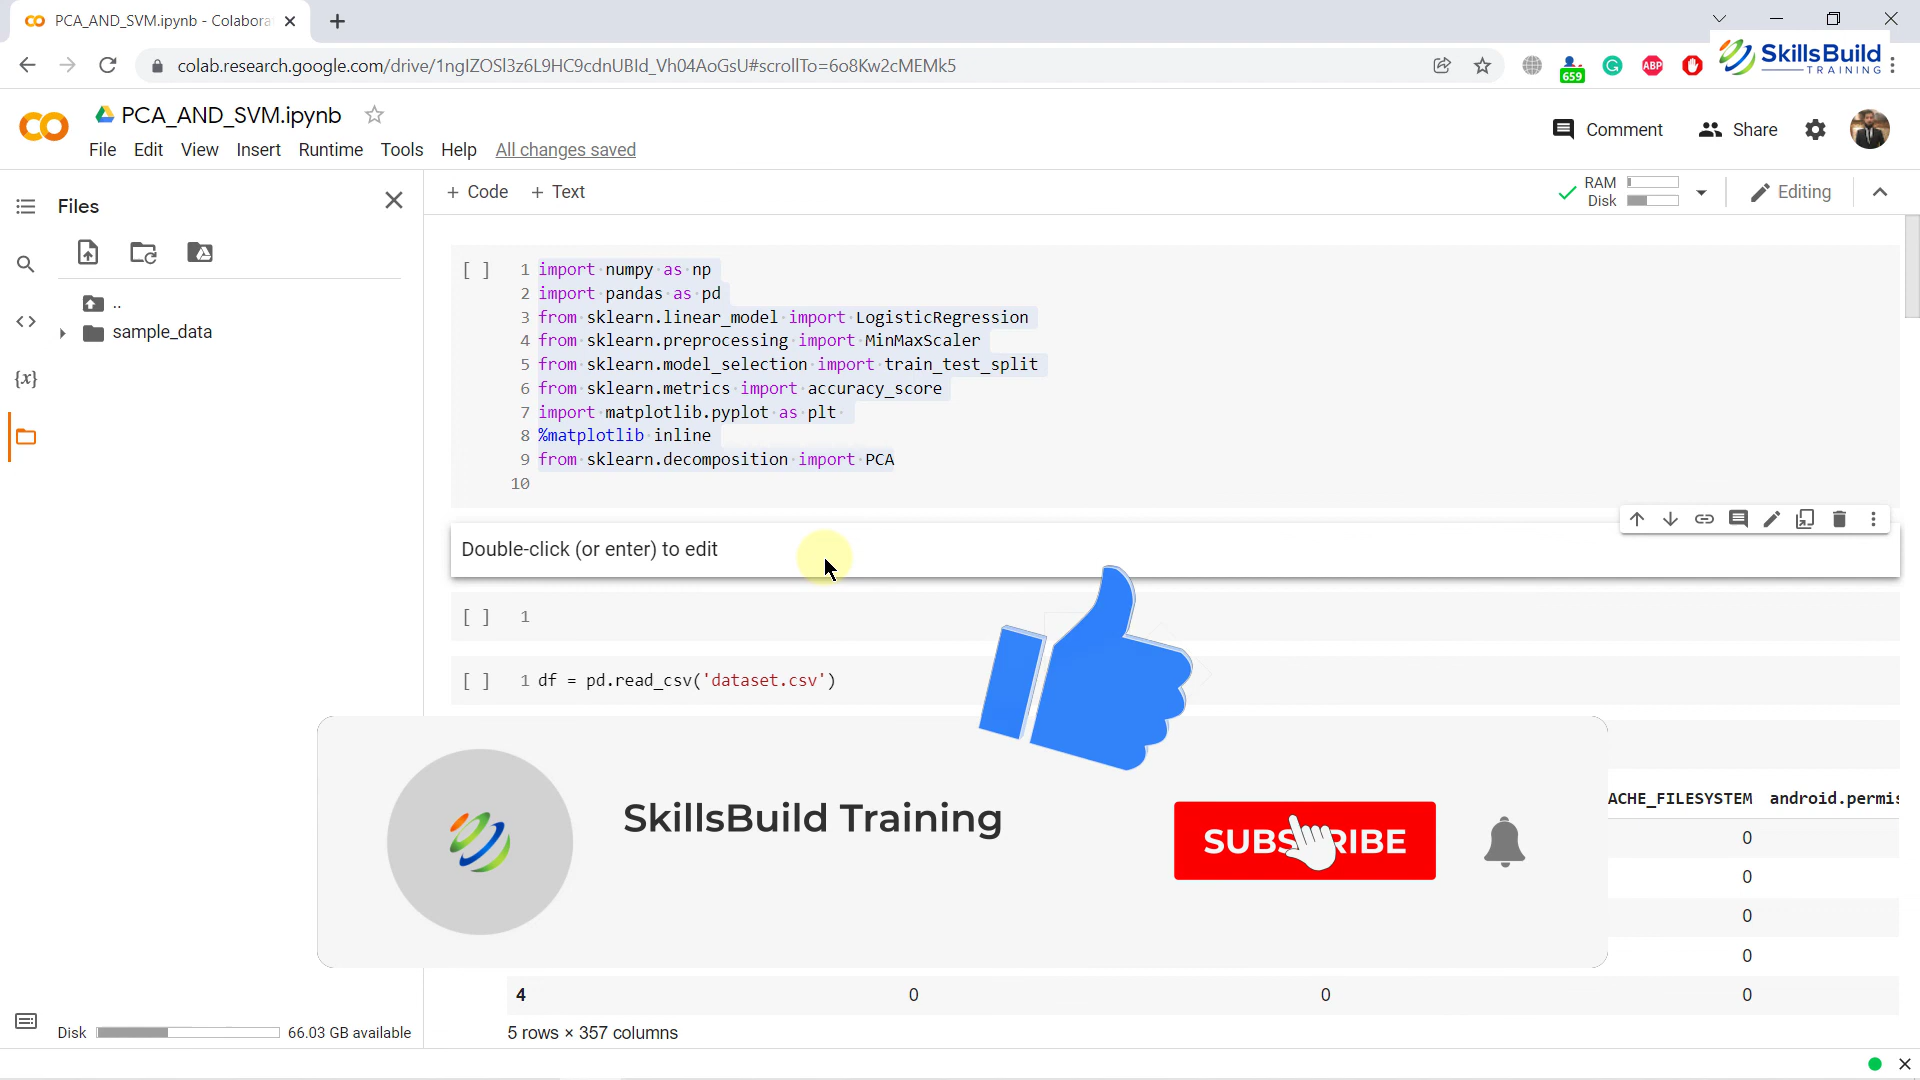 PCA_AND_SVM.ipynb - Colabora
colab.research.google.com/drive/1ngIZOSl3z6L9HC9cdnUBId_Vh04AoGsU#scrollTo=6o8Kw2cMEMk5
659
ABP
SkillsBuild
TRAINING
PCA_AND_SVM.ipynb
Comment
Share
File Edit View Insert Runtime Tools Help All changes saved
Files
+ Code + Text
RAM
Disk
Editing
..
sample_data
{x}
[ ] 1 import numpy as np
2 import pandas as pd
3 from sklearn.linear_model import LogisticRegression
4 from sklearn.preprocessing import MinMaxScaler
5 from sklearn.model_selection import train_test_split
6 from sklearn.metrics import accuracy_score
7 import matplotlib.pyplot as plt
8 %matplotlib inline
9 from sklearn.decomposition import PCA
10
Double-click (or enter) to edit
[ ] 1
[ ] 1 df = pd.read_csv('dataset.csv')
SkillsBuild Training
SUBSRIBE
ACHE_FILESYSTEM android.permis
0
0
0
0
4 0 0 0
5 rows × 357 columns
Disk 66.03 GB available